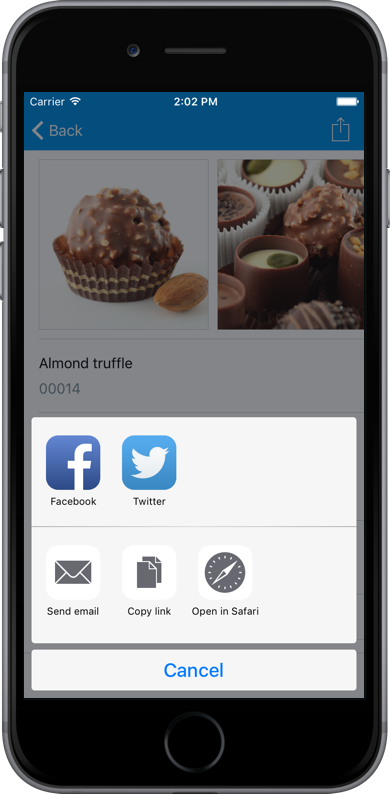 Carrier 2:02 PM
Back
Almond truffle
00014
Facebook Twitter
Send email Copy link Open in Safari
Cancel